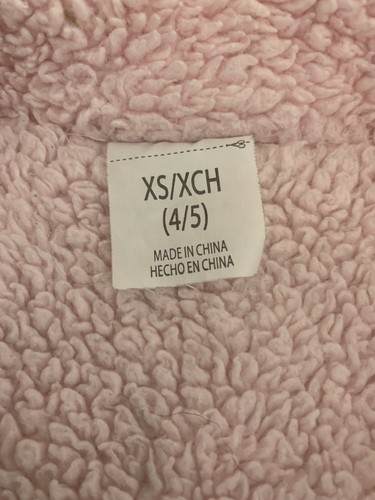 XS/XCH
(4/5)
MADE IN CHINA
HECHO EN CHINA